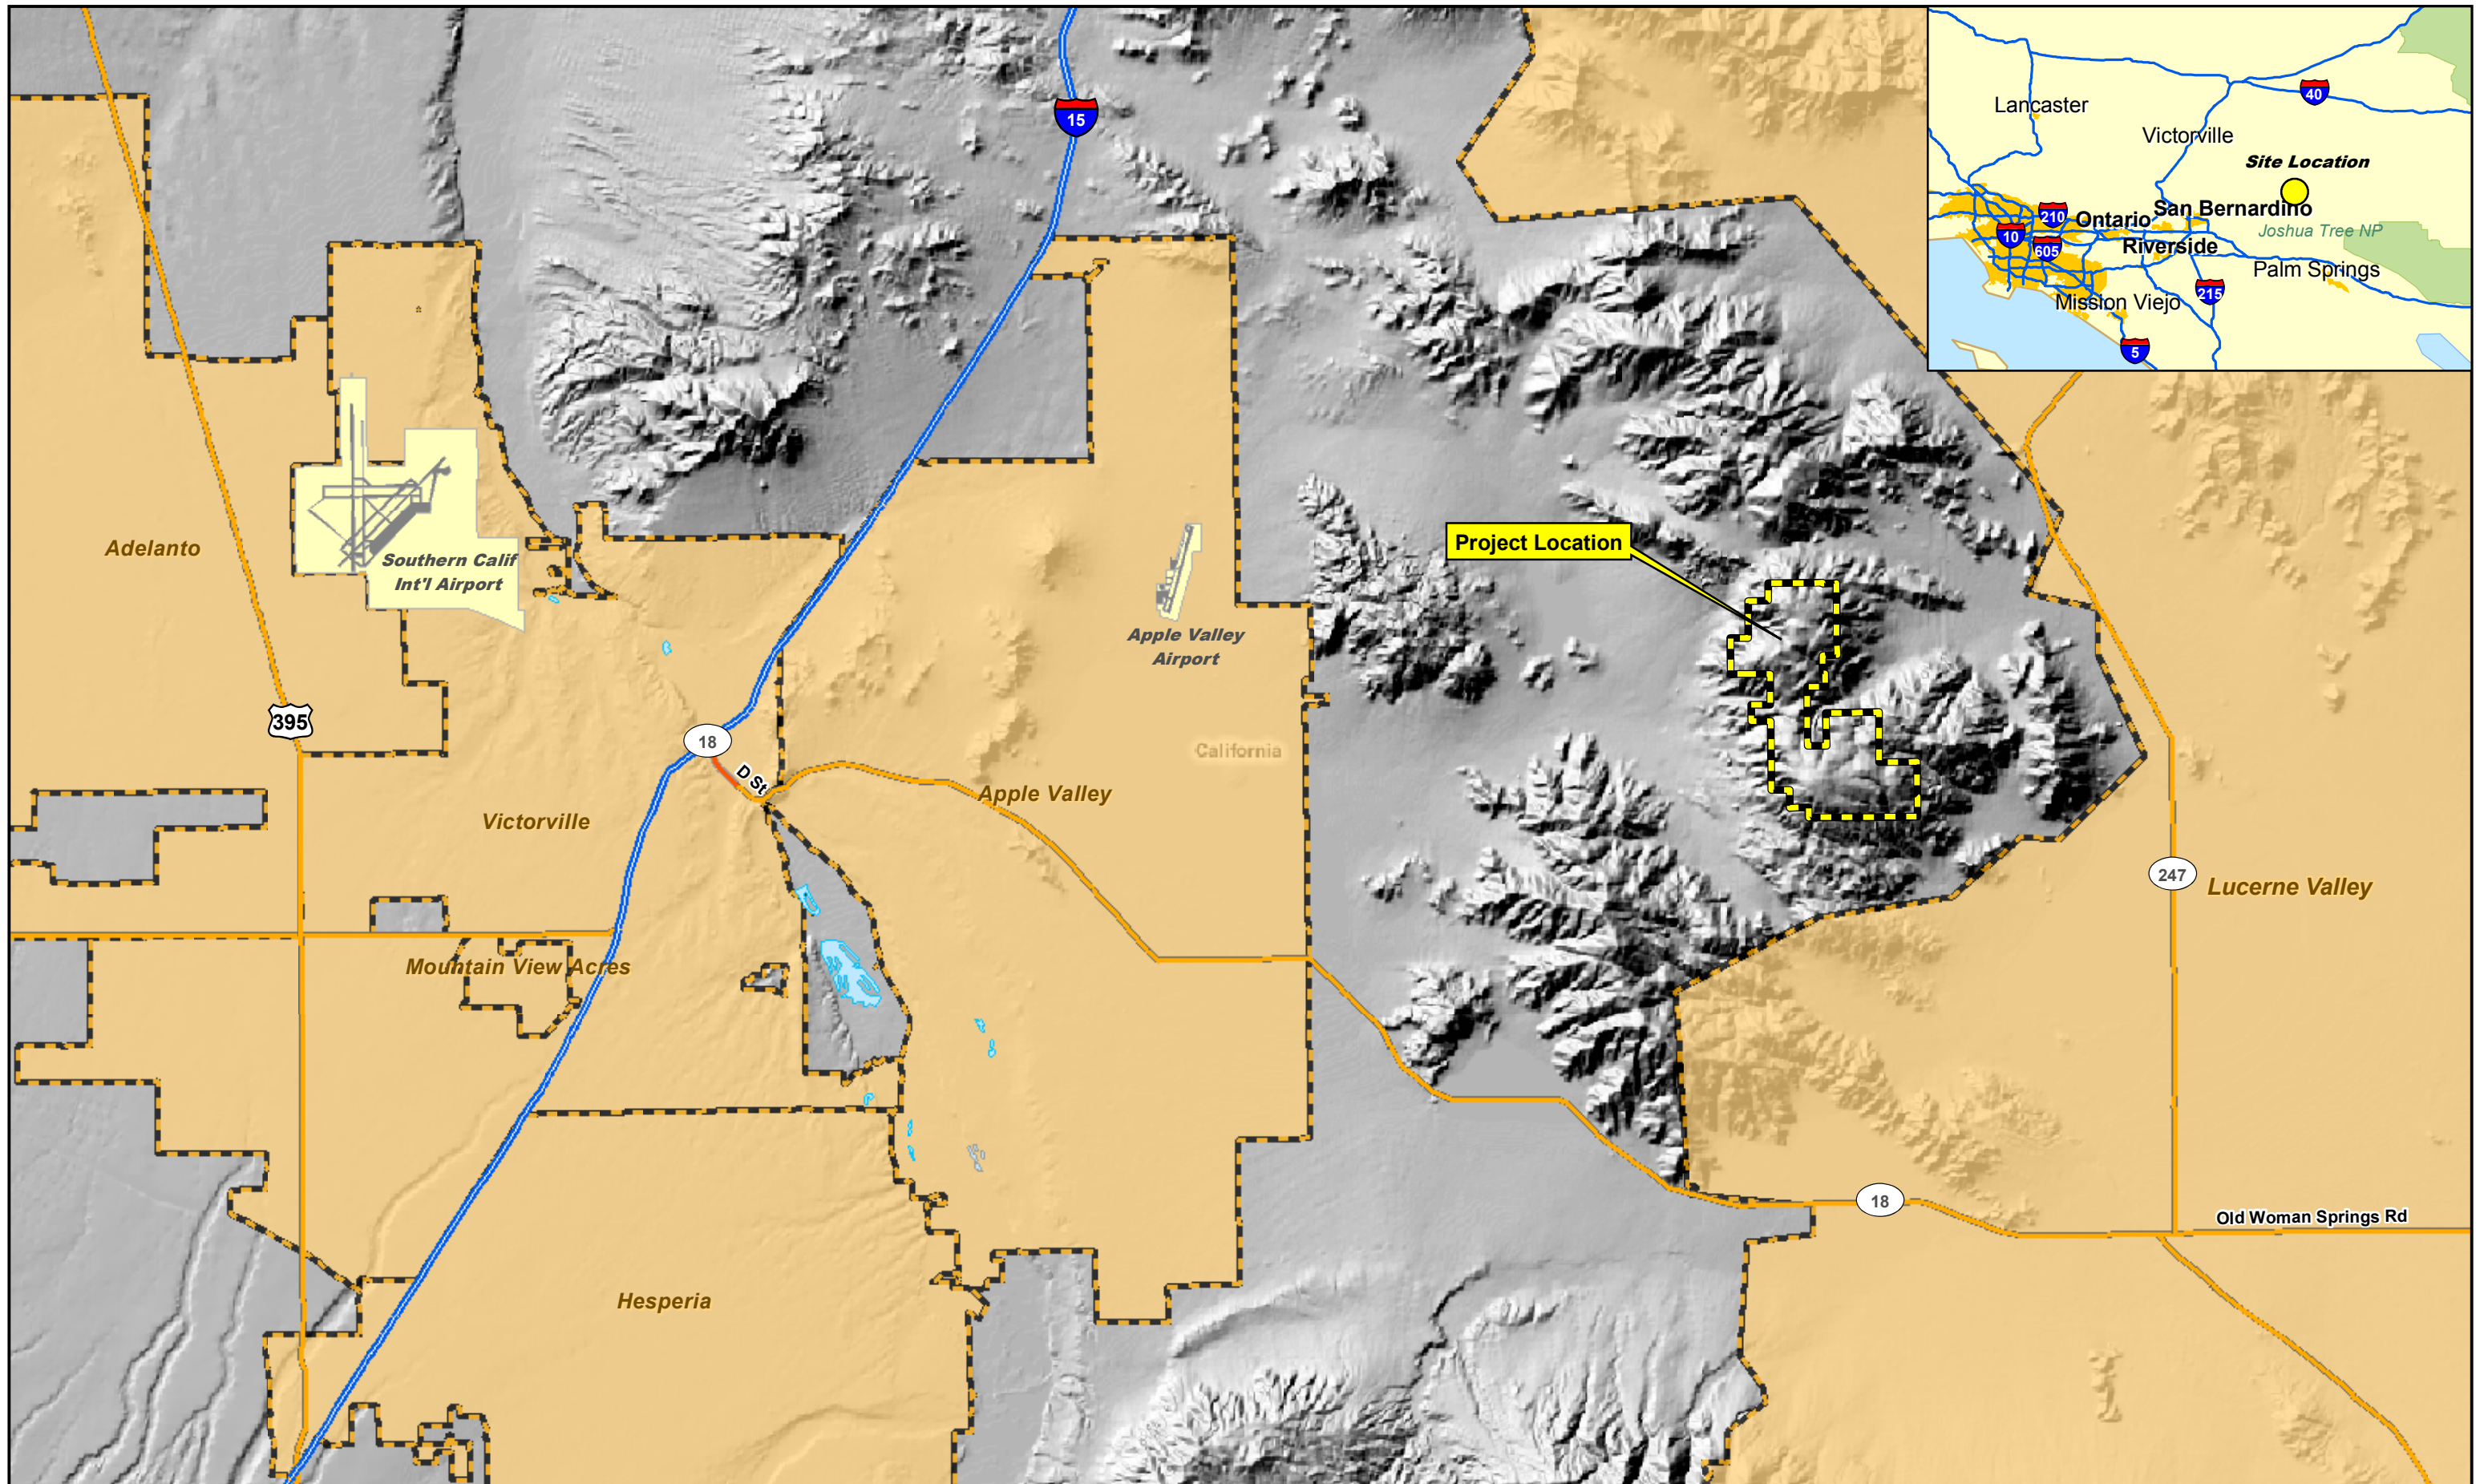 15
Lancaster
40
Victorville
Site Location
210
Ontario
San Bernardino
10
605
Riverside
Joshua Tree NP
Palm Springs
215
Mission Viejo
5
Adelanto
Southern Calif
Int'l Airport
Project Location
Apple Valley
Airport
395
18
D St
California
Apple Valley
Victorville
247
Lucerne Valley
Mountain View Acres
18
Old Woman Springs Rd
Hesperia